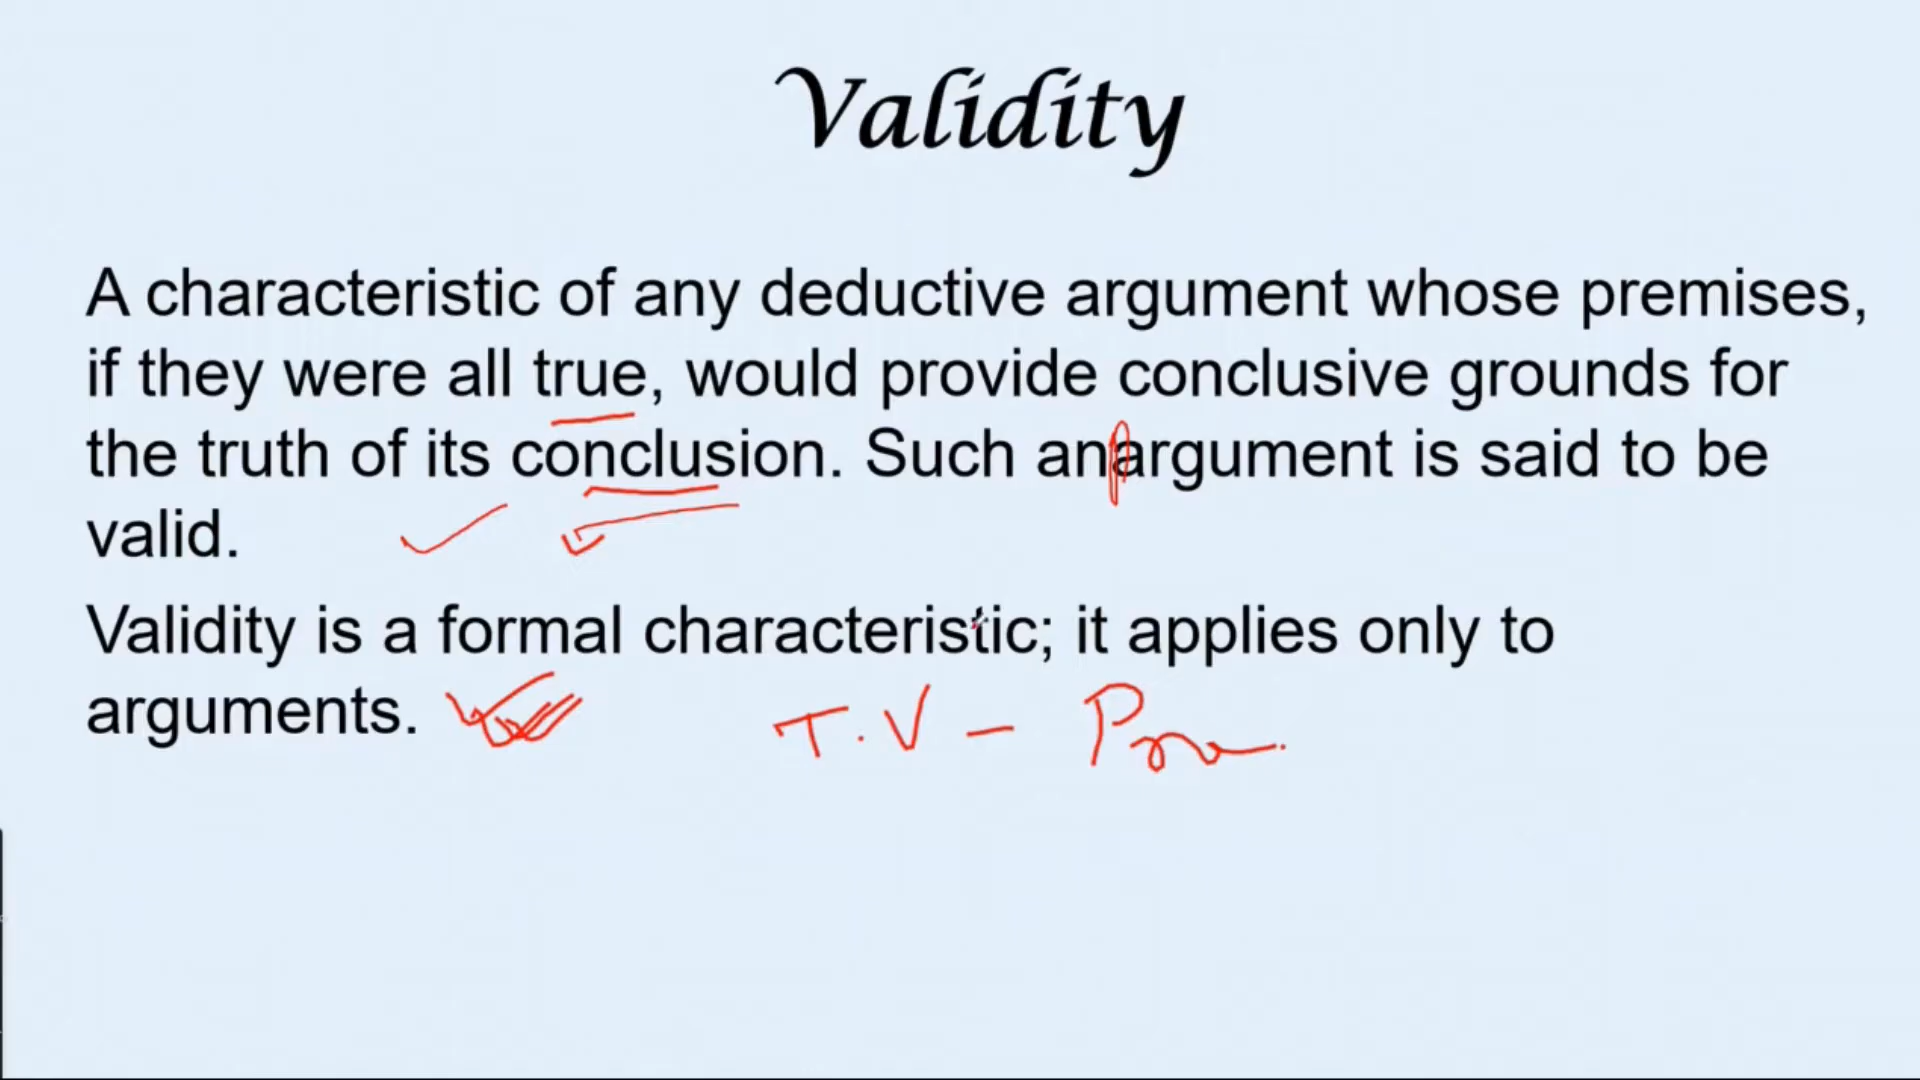 Validity
A characteristic of any deductive argument whose premises,
if they were all true, would provide conclusive grounds for
the truth of its conclusion. Such an argument is said to be
valid.
Validity is a formal characteristic; it applies only to
arguments.
T.V -